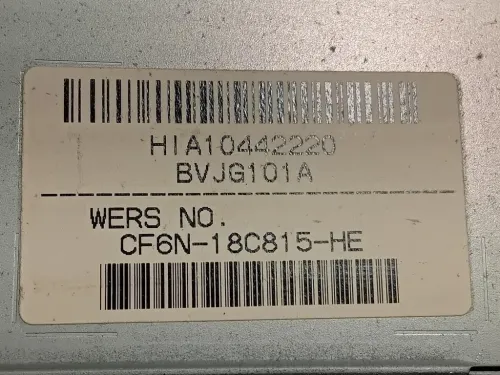 HIA10442220
BVJG101A
WERS NO.
CF6N-18C815-HE